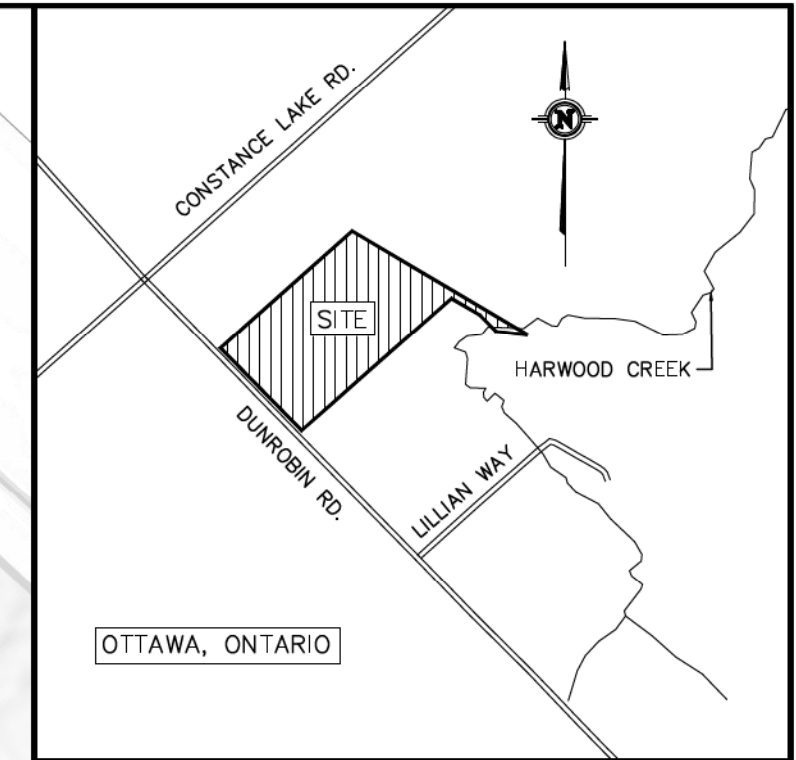 CONSTANCE LAKE RD.
N
SITE
HARWOOD CREEK
DUNROBIN RD.
LILLIAN WAY
OTTAWA, ONTARIO